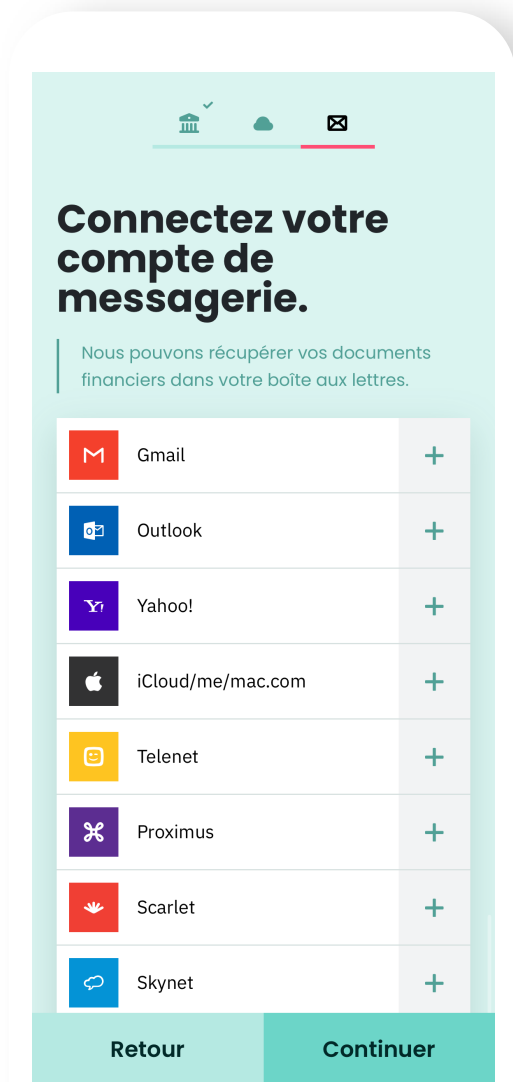 Connectez votre
compte de
messagerie.
Nous pouvons récupérer vos documents
financiers dans votre boîte aux lettres.
Gmail
Outlook
Yahoo!
iCloud/me/mac.com
Telenet
Proximus
Scarlet
Skynet
Retour
Continuer